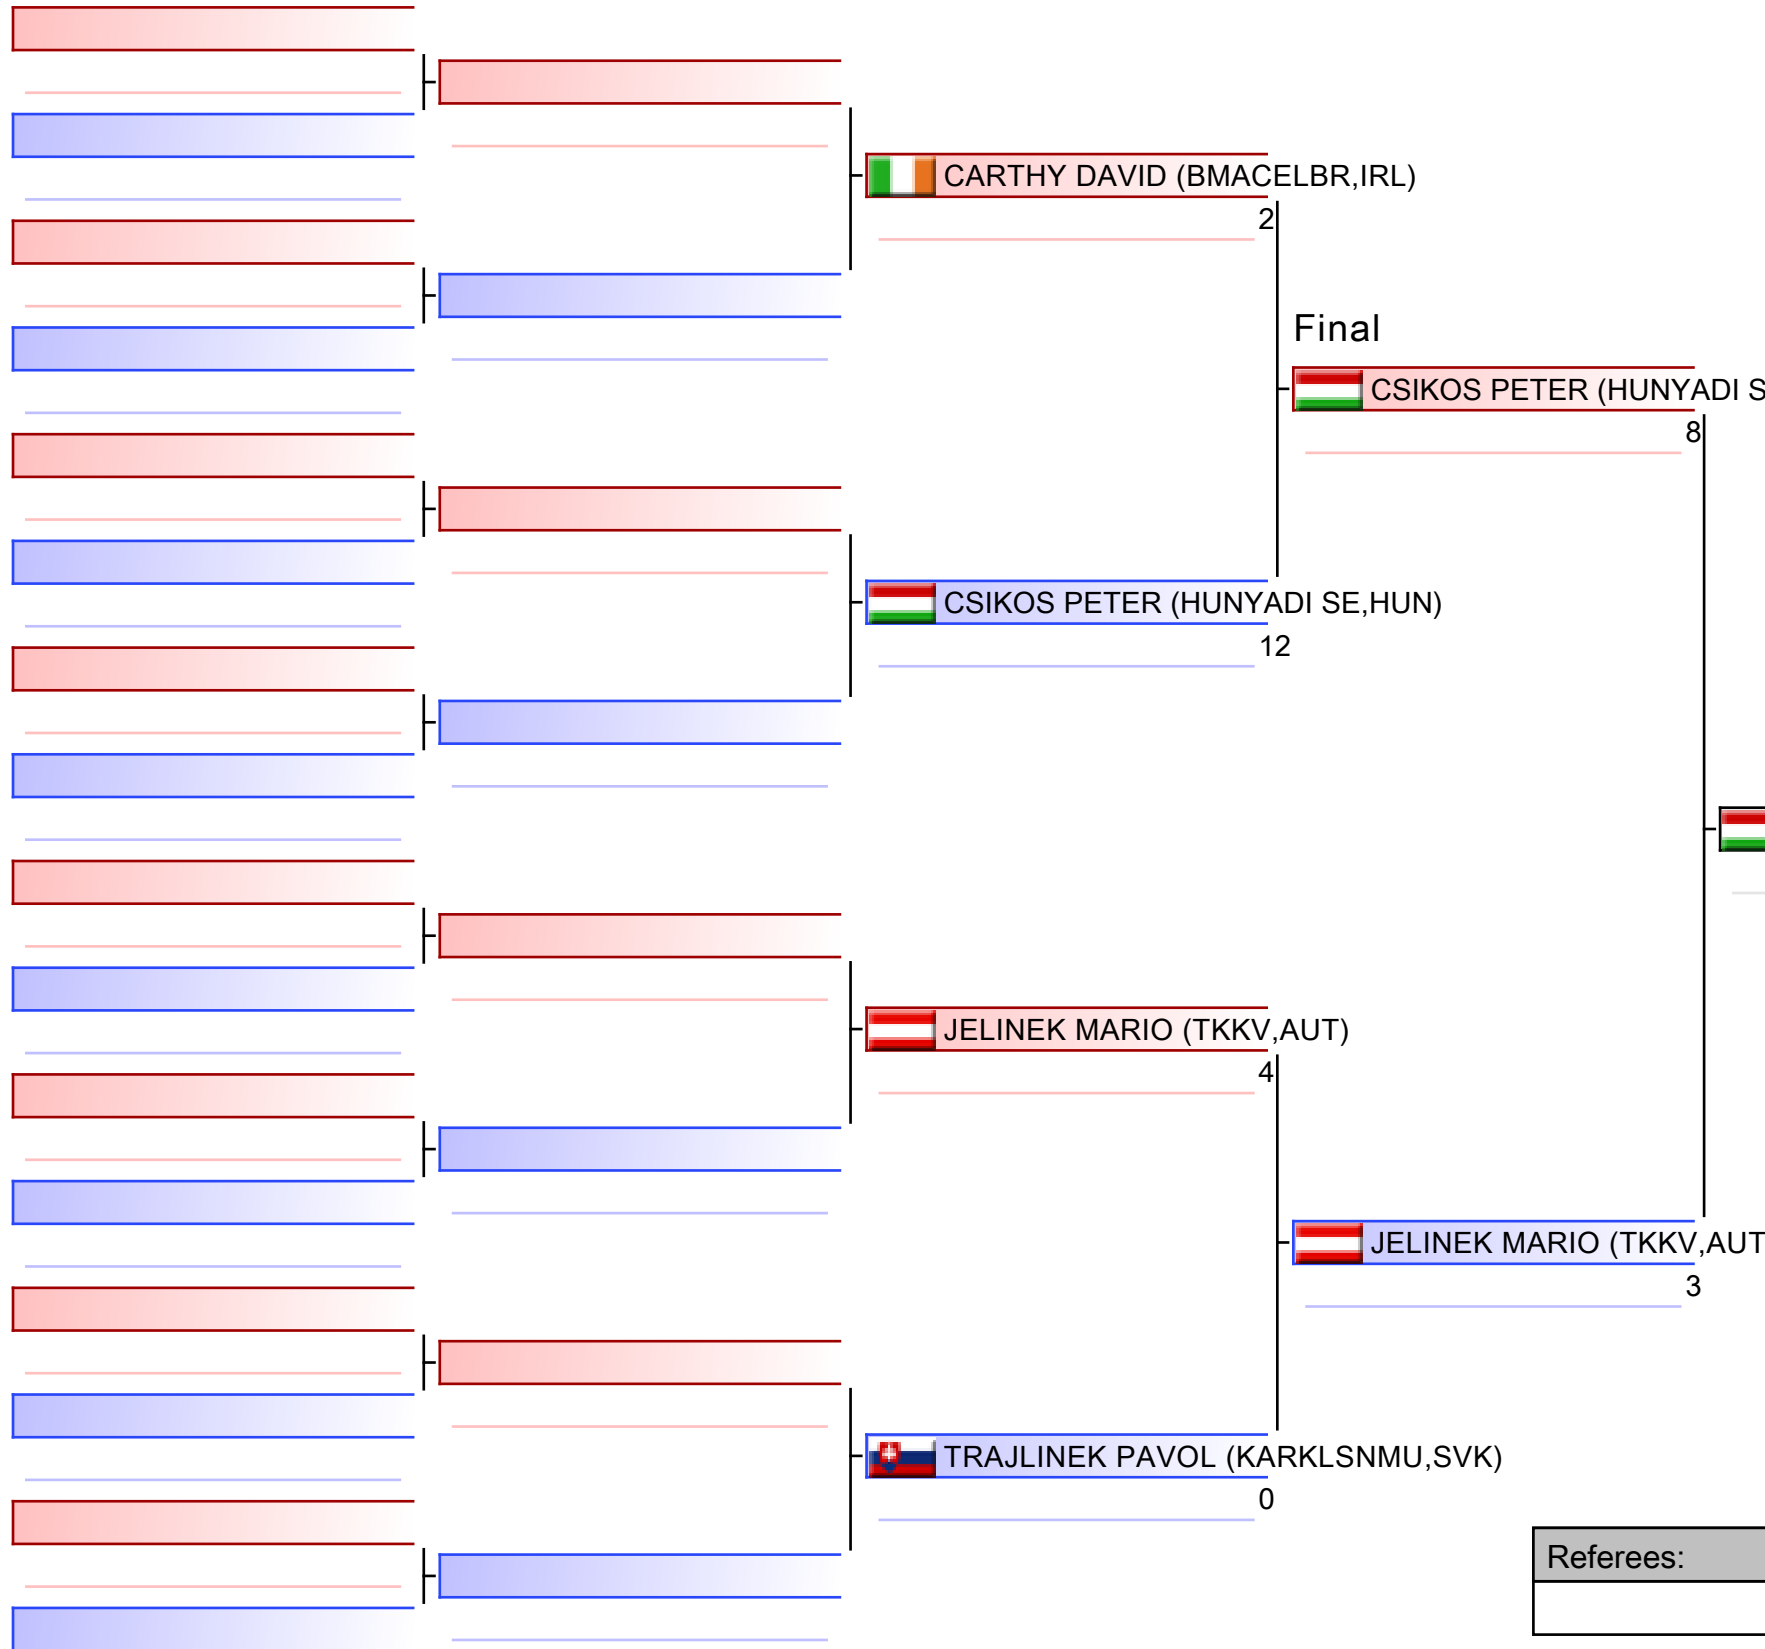 CARTHY DAVID (BMACELBR,IRL)
2
Final
CSIKOS PETER (HUNYADI S
8
CSIKOS PETER (HUNYADI SE,HUN)
12
JELINEK MARIO (TKKV,AUT)
4
JELINEK MARIO (TKKV,AUT
3
TRAJLINEK PAVOL (KARKLSNMU,SVK)
0
Referees: